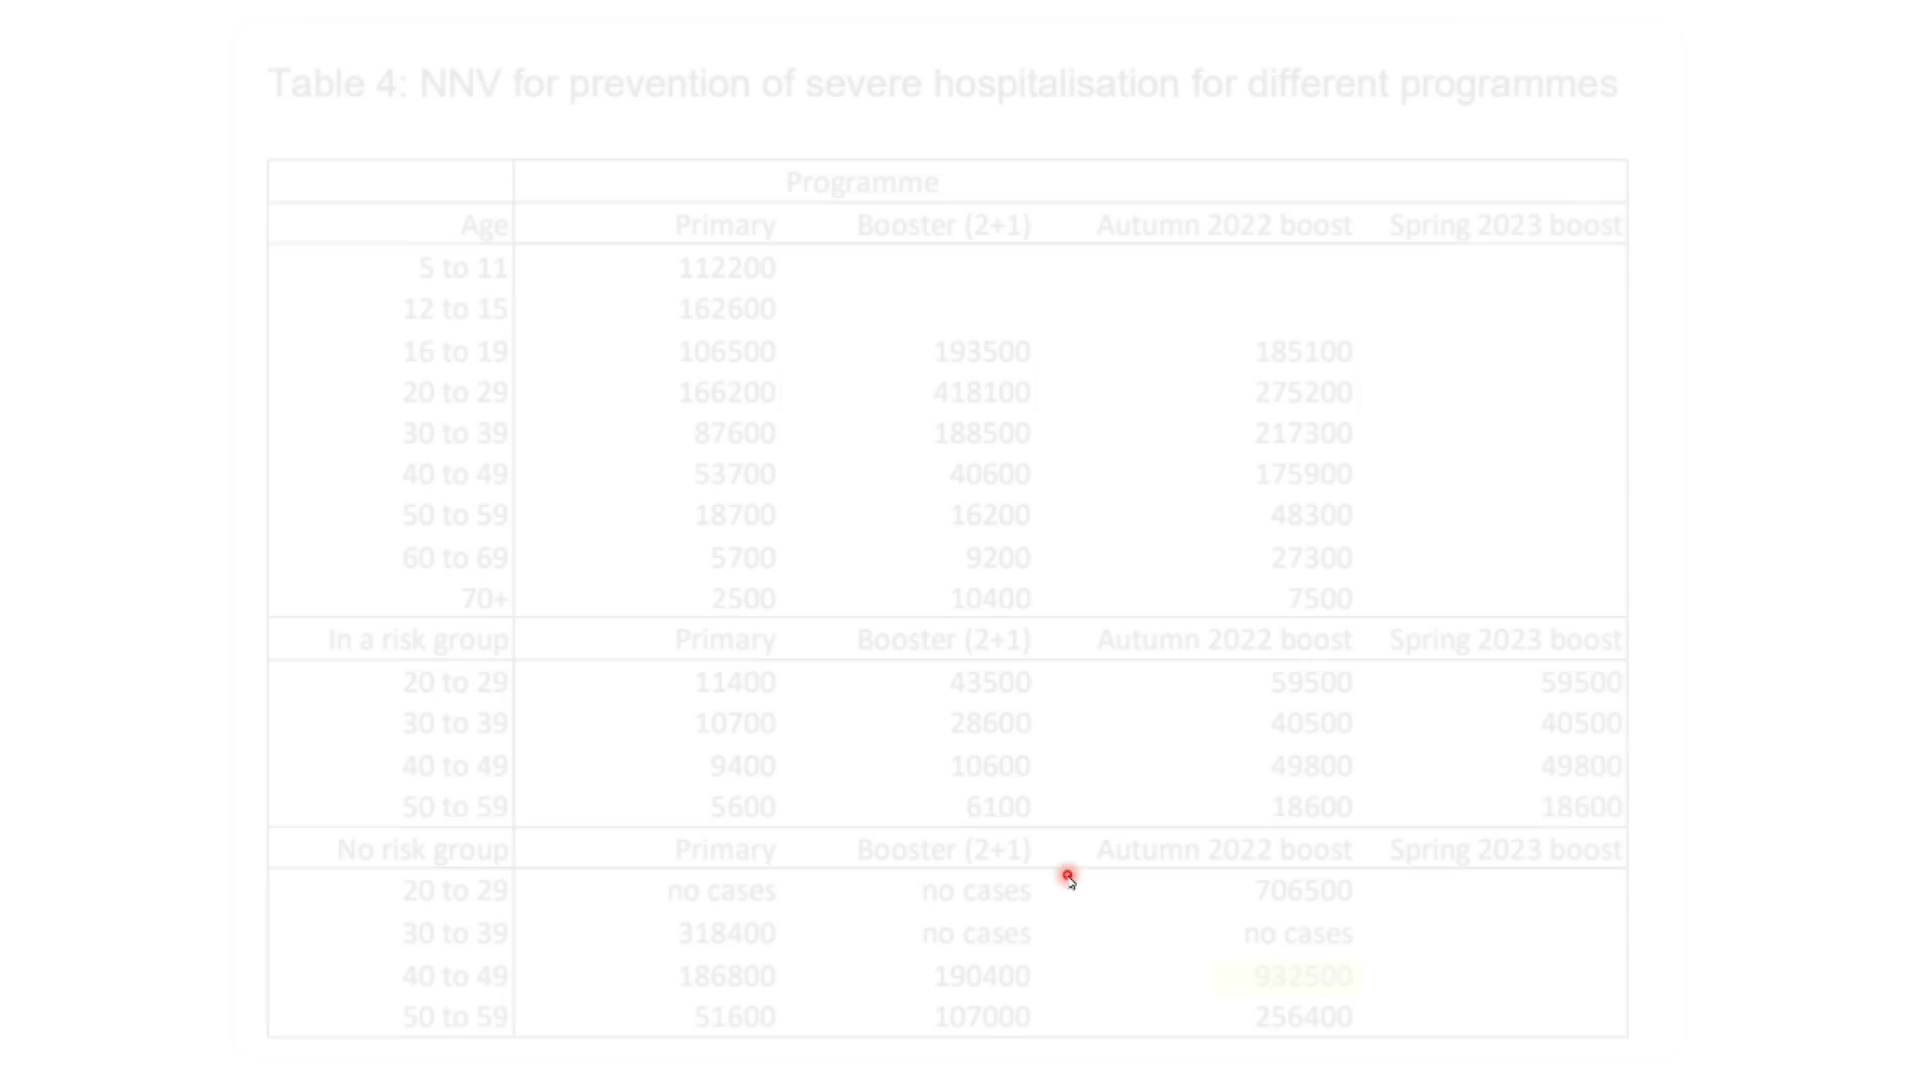 Table 4: NNV for prevention of severe hospitalisation for different programmes
Programme
Age Primary Booster (2+1) Autumn 2022 boost Spring 2023 boost
5 to 11 112200
12 to 15 162600
16 to 19 106500 193500 185100
20 to 29 166200 418100 275200
30 to 39 87600 188500 217300
40 to 49 53700 40600 175900
50 to 59 18700 16200 48300
60 to 69 5700 9200 27300
70+ 2500 10400 7500
In a risk group Primary Booster (2+1) Autumn 2022 boost Spring 2023 boost
20 to 29 11400 43500 59500 59500
30 to 39 10700 28600 40500 40500
40 to 49 9400 10600 49800 49800
50 to 59 5600 6100 18600 18600
No risk group Primary Booster (2+1) Autumn 2022 boost Spring 2023 boost
20 to 29 no cases no cases 706500
30 to 39 318400 no cases no cases
40 to 49 186800 190400 932500
50 to 59 51600 107000 256400